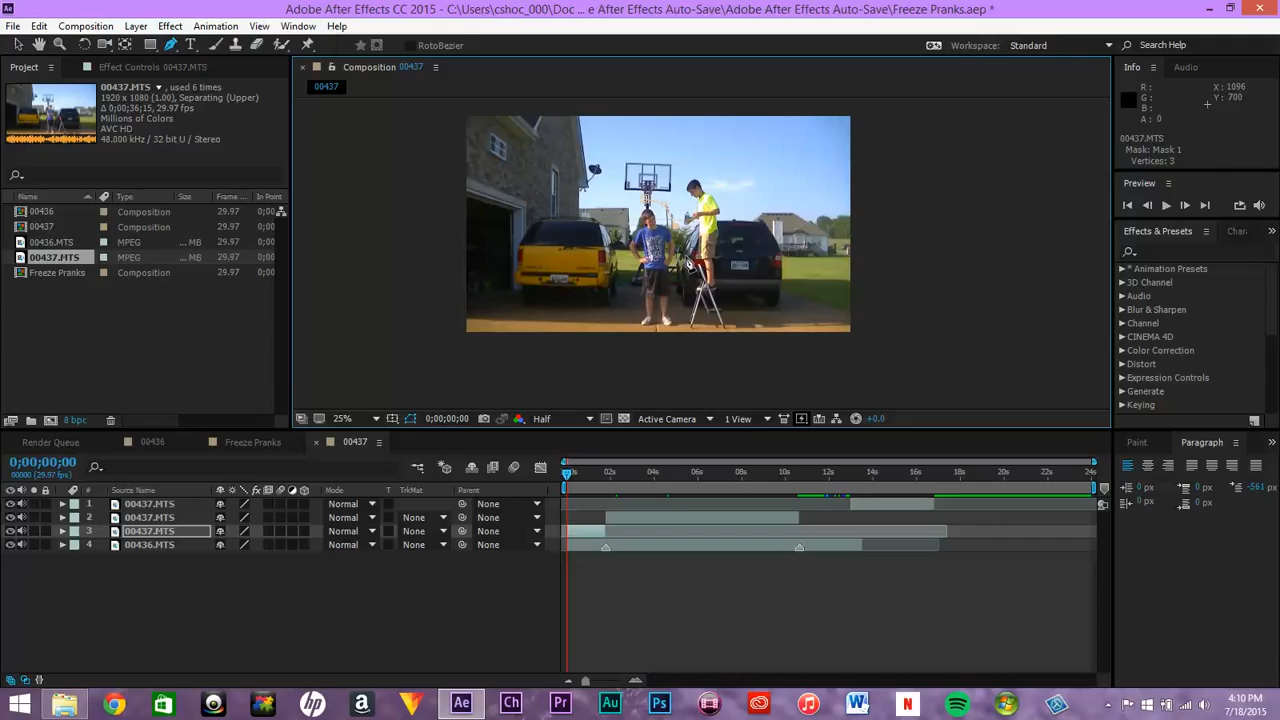 Adobe After Effects CC 2015 - C:\Users\cshoc_000\Doc ... e After Effects Auto-Save\Adobe After Effects Auto-Save\Freeze Pranks.aep *
File Edit Composition Layer Effect Animation View Window Help
RotoBezier Workspace: Standard Search Help
Project Effect Controls 00437.MTS Composition 00437 Info Audio
00437.MTS ▼, used 6 times
1920 x 1080 (1.00), Separating (Upper)
Δ 0;00;36;15, 29.97 fps
Millions of Colors
AVC HD
48.000 kHz / 32 bit U / Stereo
00437
R : X : 1096
G : Y : 700
B :
A : 0
00437.MTS
Mask: Mask 1
Vertices: 3
Preview
Name Type Size Frame ... In Point
00436 Composition 29.97 0;00
00437 Composition 29.97 0;00
00436.MTS MPEG ... MB
00437.MTS MPEG ... MB
Freeze Pranks Composition 29.97 0;00
Effects & Presets Char
* Animation Presets
3D Channel
Audio
Blur & Sharpen
Channel
CINEMA 4D
Color Correction
Distort
Expression Controls
Generate
Keying
8 bpc 25% 0;00;00;00 Half Active Camera 1 View +0.0
Render Queue 00436 Freeze Pranks 00437 Paint Paragraph
0;00;00;00
00000 (29.97 fps)
02s 04s 06s 08s 10s 12s 14s 16s 18s 20s 22s 24s
# Source Name Mode T TrkMat Parent
1 00437.MTS Normal None
2 00437.MTS Normal None None
3 00437.MTS Normal None None
4 00436.MTS Normal None None
0 px 0 px -561 px
0 px 0 px
4:10 PM
7/18/2015